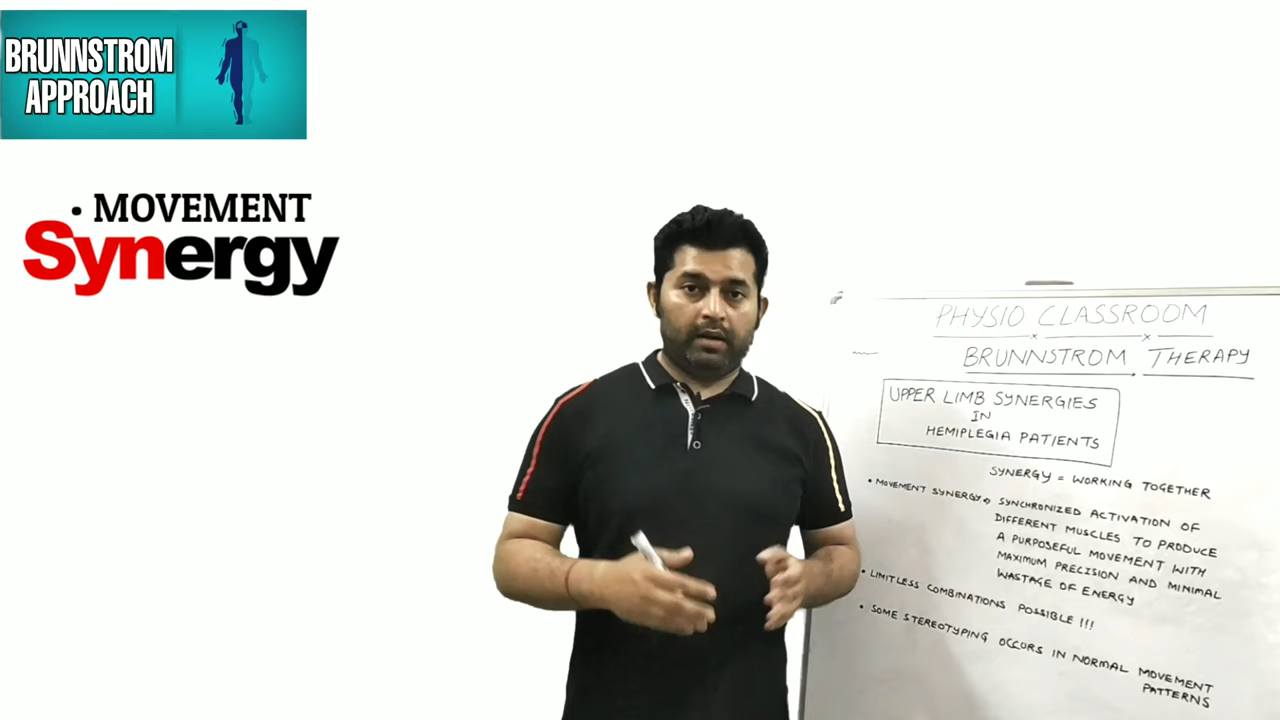 BRUNNSTROM
APPROACH
• MOVEMENT
Synergy
PHYSIO CLASSROOM
BRUNNSTROM THERAPY
UPPER LIMB SYNERGIES
IN
HEMIPLEGIA PATIENTS
SYNERGY = WORKING TOGETHER
• MOVEMENT SYNERGY → SYNCHRONIZED ACTIVATION OF
DIFFERENT MUSCLES TO PRODUCE
A PURPOSEFUL MOVEMENT WITH
MAXIMUM PRECISION AND MINIMAL
WASTAGE OF ENERGY
• LIMITLESS COMBINATIONS POSSIBLE !!!
• SOME STEREOTYPING OCCURS IN NORMAL MOVEMENT
PATTERNS